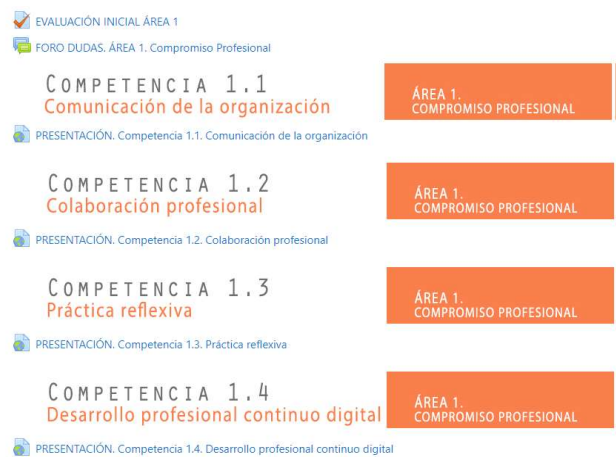 EVALUACIÓN INICIAL ÁREA 1
FORO DUDAS. ÁREA 1. Compromiso Profesional
COMPETENCIA 1.1
Comunicación de la organización
ÁREA 1.
COMPROMISO PROFESIONAL
PRESENTACIÓN. Competencia 1.1. Comunicación de la organización
COMPETENCIA 1.2
Colaboración profesional
ÁREA 1.
COMPROMISO PROFESIONAL
PRESENTACIÓN. Competencia 1.2. Colaboración profesional
COMPETENCIA 1.3
Práctica reflexiva
ÁREA 1.
COMPROMISO PROFESIONAL
PRESENTACIÓN. Competencia 1.3. Práctica reflexiva
COMPETENCIA 1.4
Desarrollo profesional continuo digital
ÁREA 1.
COMPROMISO PROFESIONAL
PRESENTACIÓN. Competencia 1.4. Desarrollo profesional continuo digital